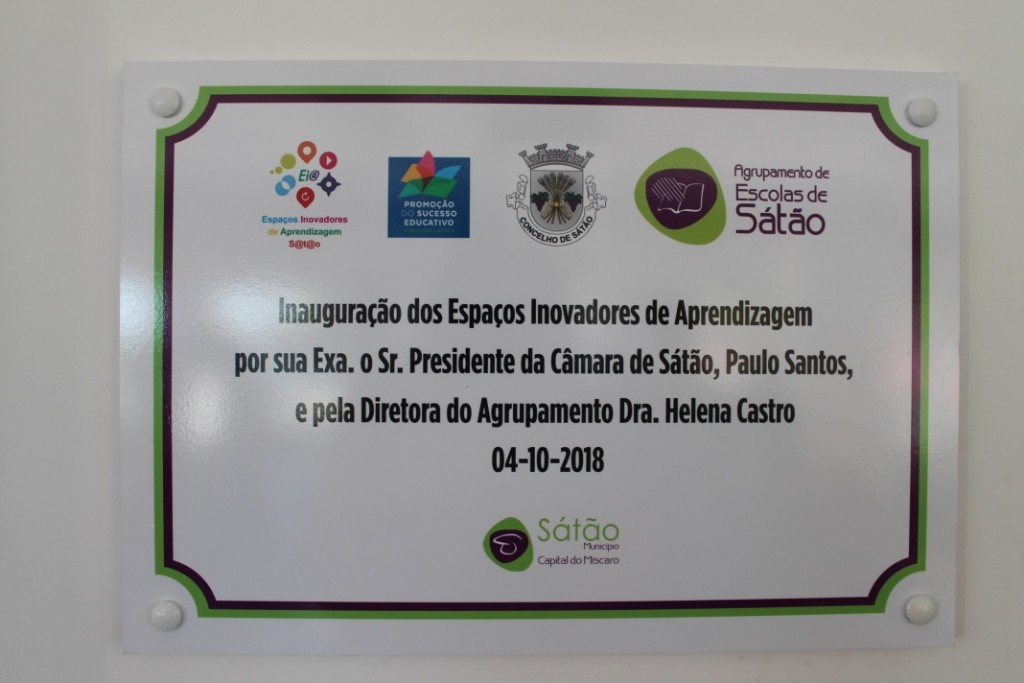 Ei@
Espaços Inovadores
de Aprendizagem
S@t@o
PROMOÇÃO
DO SUCESSO
EDUCATIVO
CONCELHO DE SÁTÃO
Agrupamento de
Escolas de
Sátão
Inauguração dos Espaços Inovadores de Aprendizagem
por sua Exa. o Sr. Presidente da Câmara de Sátão, Paulo Santos,
e pela Diretora do Agrupamento Dra. Helena Castro
04-10-2018
Sátão
Município
Capital do Míscaro